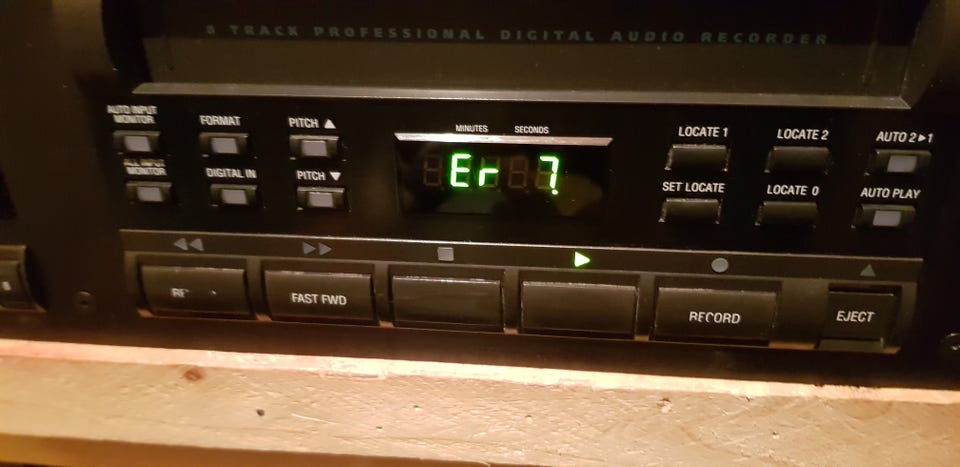 8 TRACK PROFESSIONAL DIGITAL AUDIO RECORDER
AUTO INPUT
MONITOR
FORMAT
PITCH ▲
MINUTES SECONDS
LOCATE 1
LOCATE 2
AUTO 2▶1
Er 7
ALL INPUT
MONITOR
DIGITAL IN
PITCH ▼
SET LOCATE
LOCATE 0
AUTO PLAY
FAST FWD
RECORD
EJECT